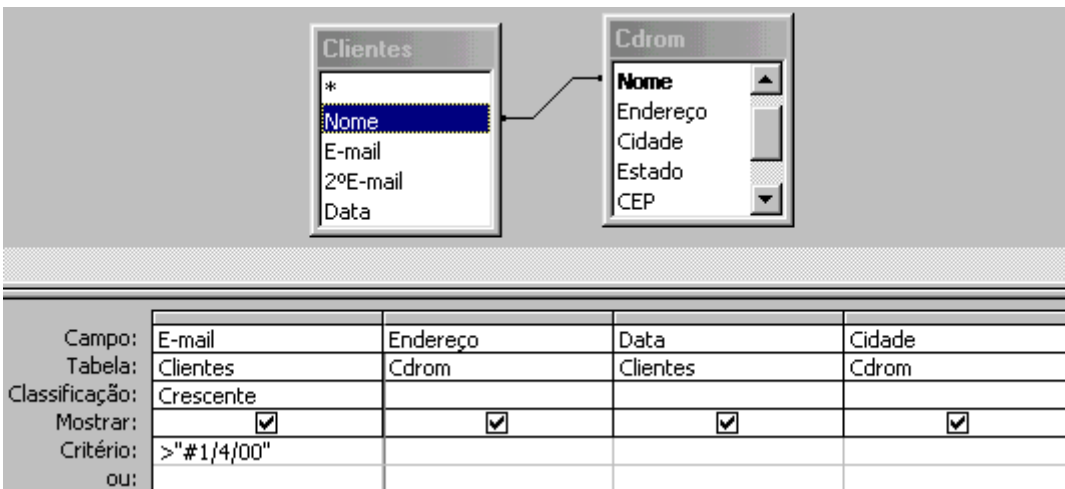 Clientes
*
Nome
E-mail
2ºE-mail
Data
Cdrom
Nome
Endereço
Cidade
Estado
CEP
Campo: E-mail Endereço Data Cidade
Tabela: Clientes Cdrom Clientes Cdrom
Classificação: Crescente
Mostrar:
Critério: >"#1/4/00"
ou: